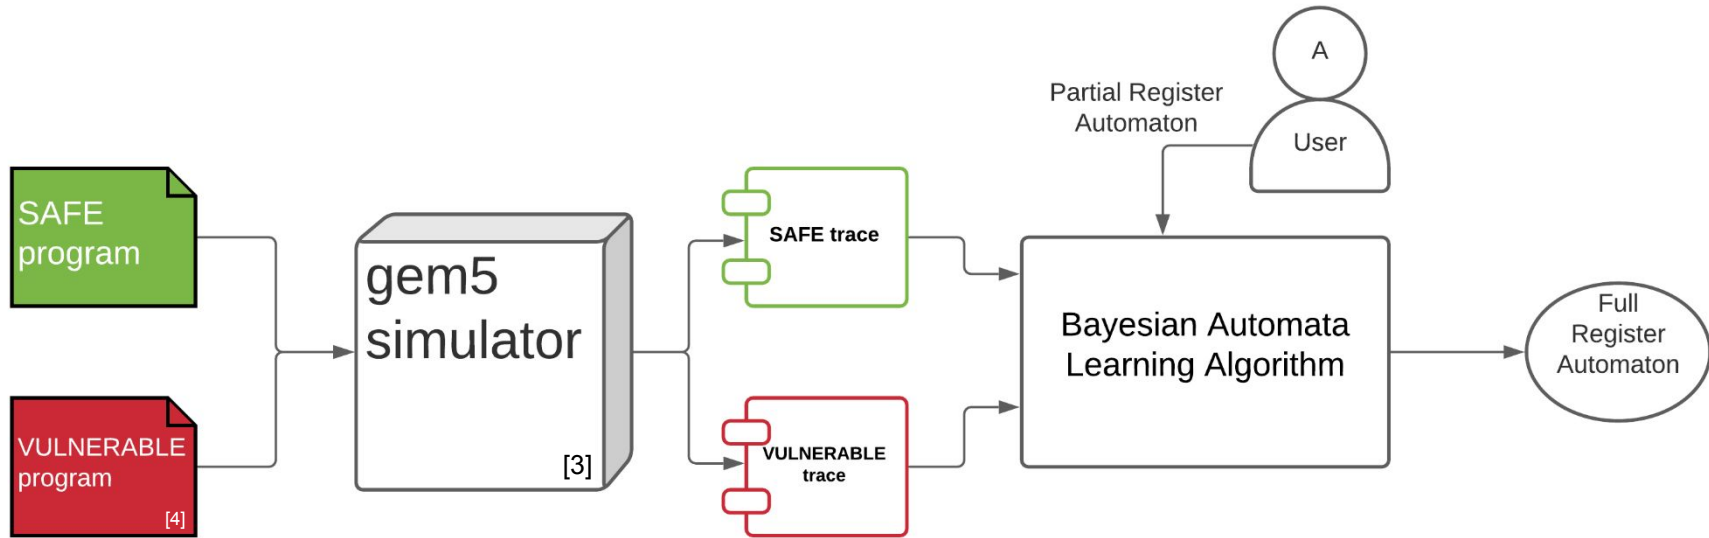 SAFE
program
VULNERABLE
program
[4]
gem5
simulator
[3]
SAFE trace
VULNERABLE
trace
Partial Register
Automaton
A
User
Bayesian Automata
Learning Algorithm
Full
Register
Automaton